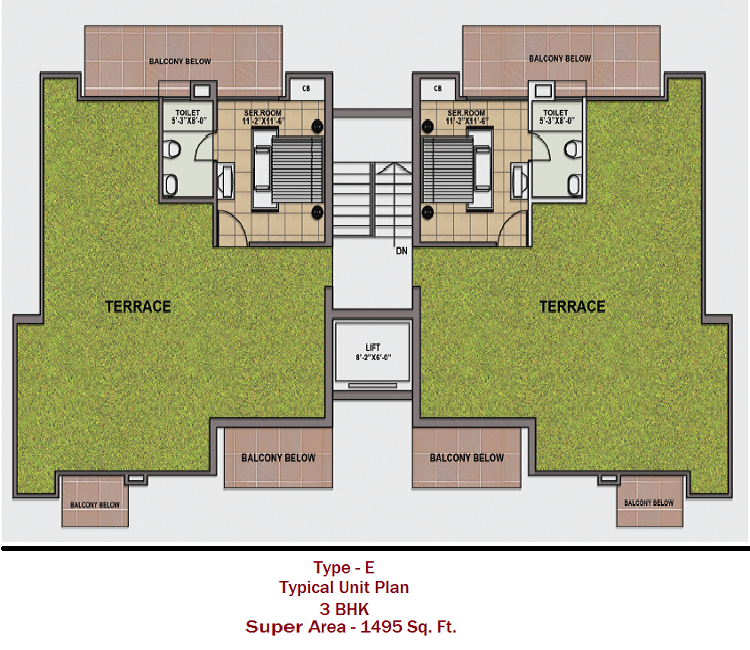 BALCONY BELOW
BALCONY BELOW
CB
CB
TOILET
5'-3"X8'-0"
SER.ROOM
11'-2"X11'-6"
SER.ROOM
11'-2"X11'-6"
TOILET
5'-3"X8'-0"
DN
TERRACE
TERRACE
LIFT
8'-2"X6'-0"
BALCONY BELOW
BALCONY BELOW
BALCONY BELOW
BALCONY BELOW
Type - E
Typical Unit Plan
3 BHK
Super Area - 1495 Sq. Ft.